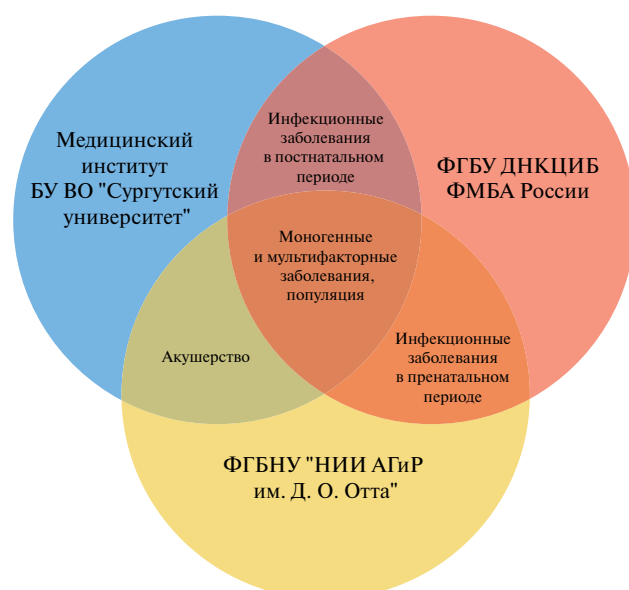 Инфекционные
заболевания
в постнатальном
периоде
Медицинский
институт
БУ ВО "Сургутский
университет"
ФГБУ ДНКЦИБ
ФМБА России
Моногенные
и мультифакторные
заболевания,
популяция
Акушерство
Инфекционные
заболевания
в пренатальном
периоде
ФГБНУ "НИИ АГиР
им. Д. О. Отта"